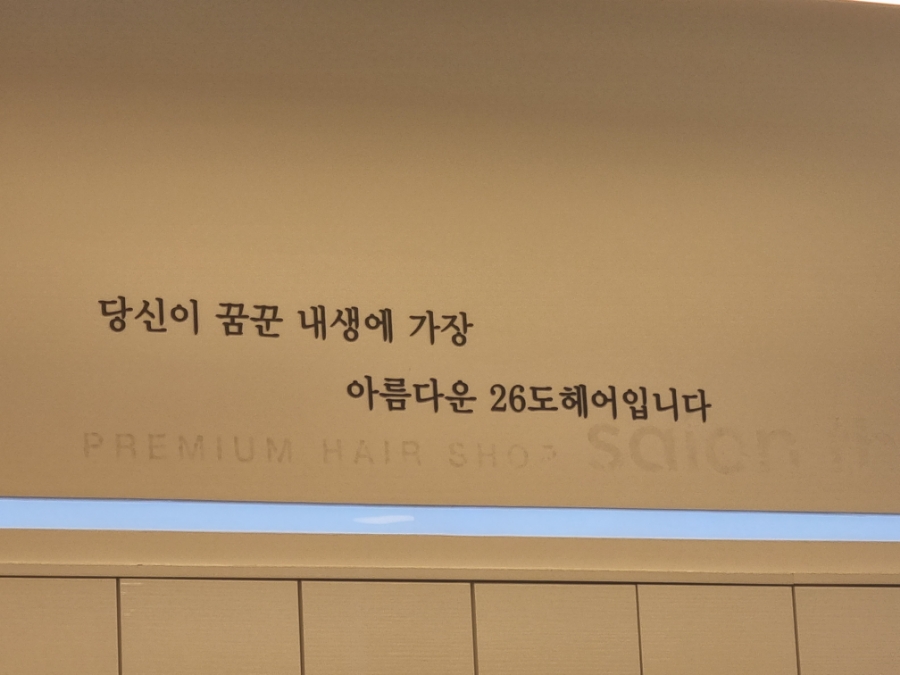 당신이 꿈꾼 내생에 가장
아름다운 26도헤어입니다
PREMIUM HAIR SHOP salon